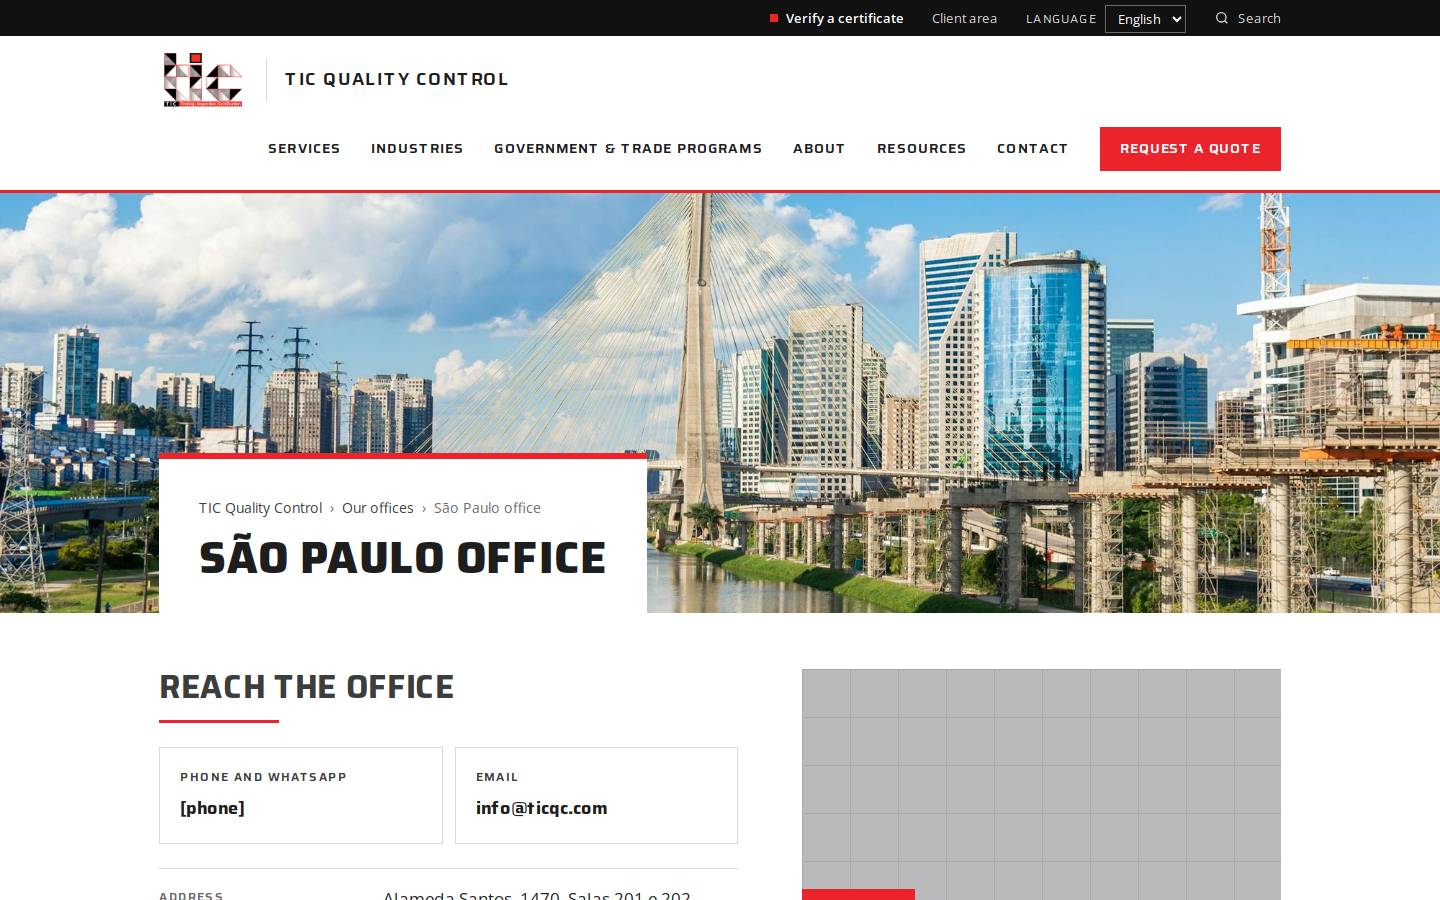 Verify a certificate
Client area
LANGUAGE
English
Search
tic
TIC QUALITY CONTROL
SERVICES
INDUSTRIES
GOVERNMENT & TRADE PROGRAMS
ABOUT
RESOURCES
CONTACT
REQUEST A QUOTE
TIC Quality Control › Our offices › São Paulo office
SÃO PAULO OFFICE
REACH THE OFFICE
PHONE AND WHATSAPP
[phone]
EMAIL
info@ticqc.com
ADDRESS
Alameda Santos, 1470, Salas 201 e 202